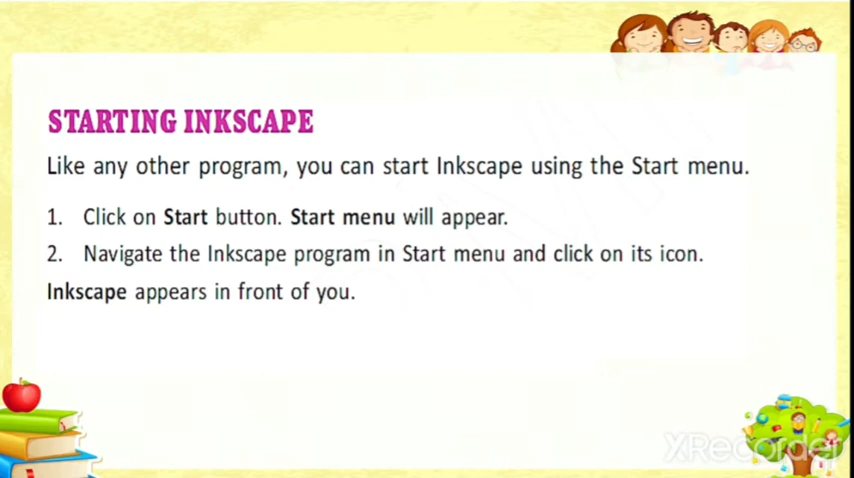 STARTING INKSCAPE
Like any other program, you can start Inkscape using the Start menu.
1. Click on Start button. Start menu will appear.
2. Navigate the Inkscape program in Start menu and click on its icon.
Inkscape appears in front of you.
XRecorder